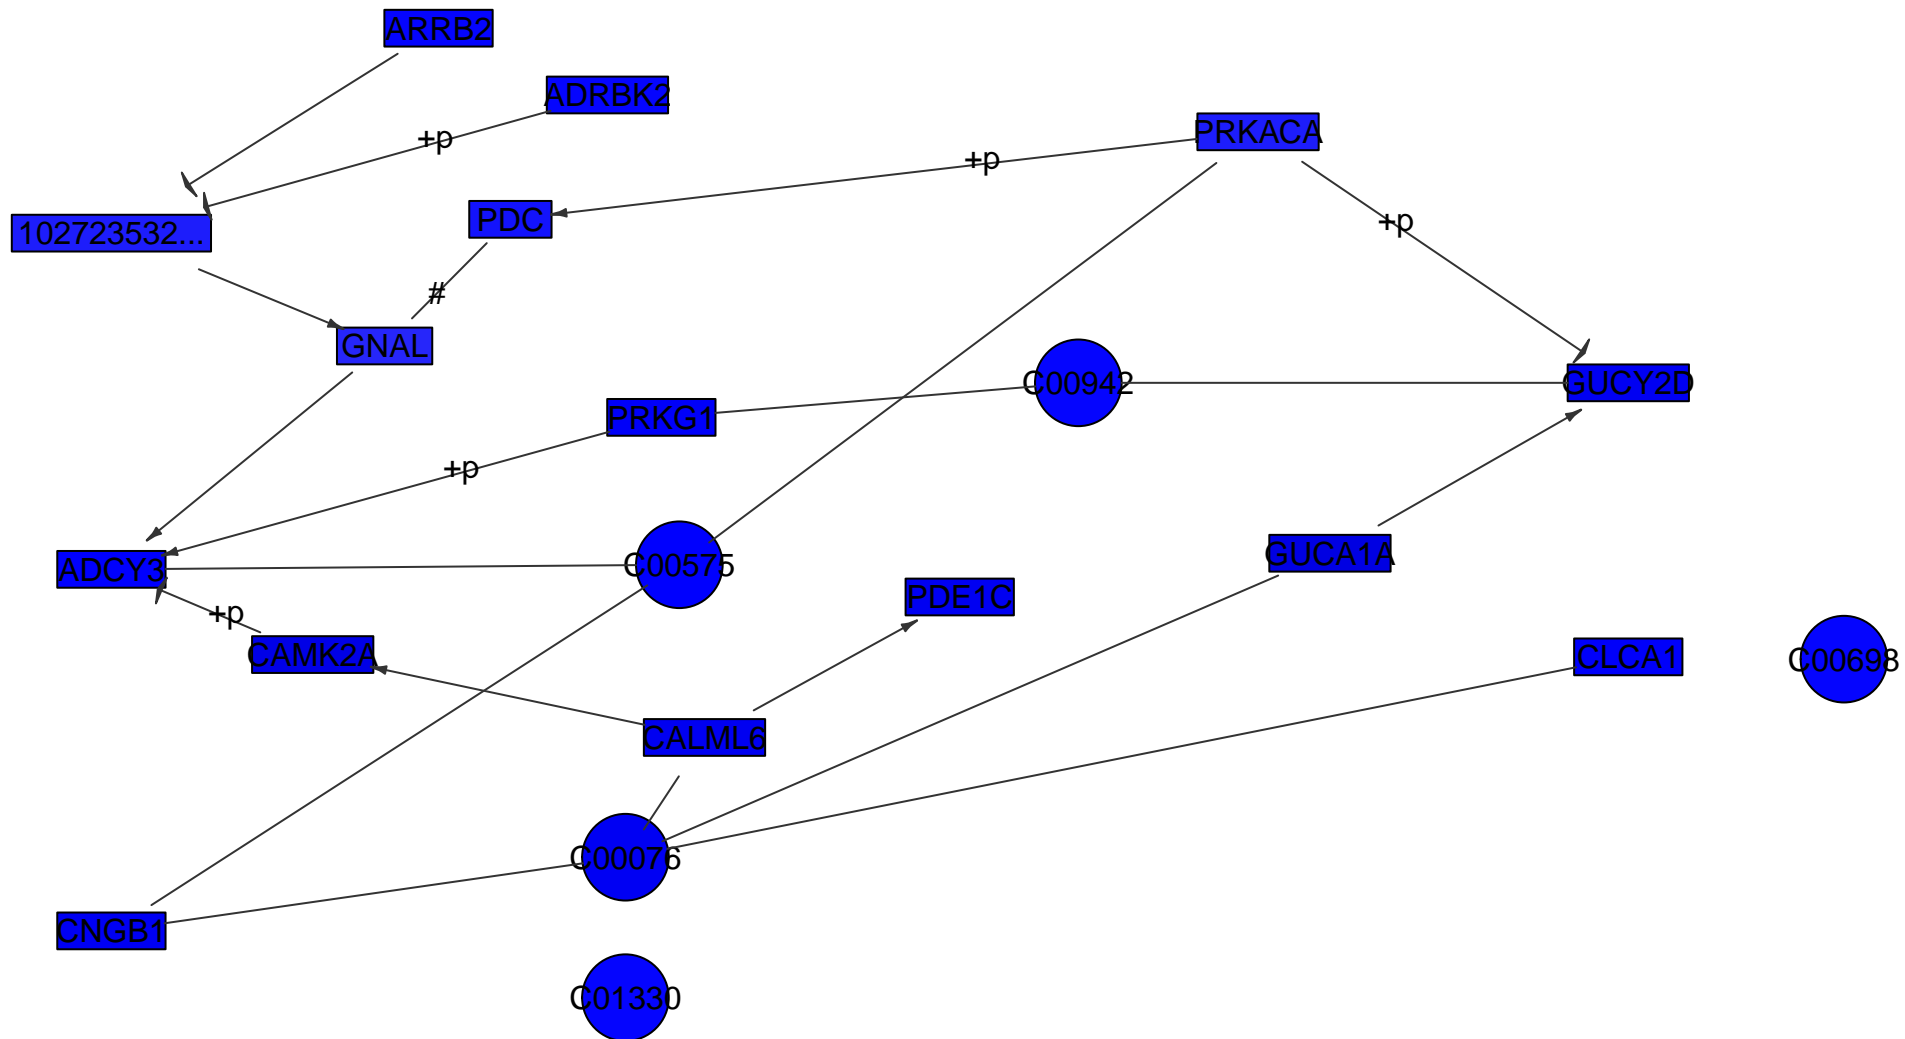 ARRB2
ADRBK2
PRKACA
+p
+p
PDC
+p
102723532...
#
GNAL
C00942
GUCY2D
PRKG1
+p
GUCA1A
C00575
ADCY3
PDE1C
+p
CAMK2A
CLCA1
C00698
CALML6
C00076
CNGB1
C01330